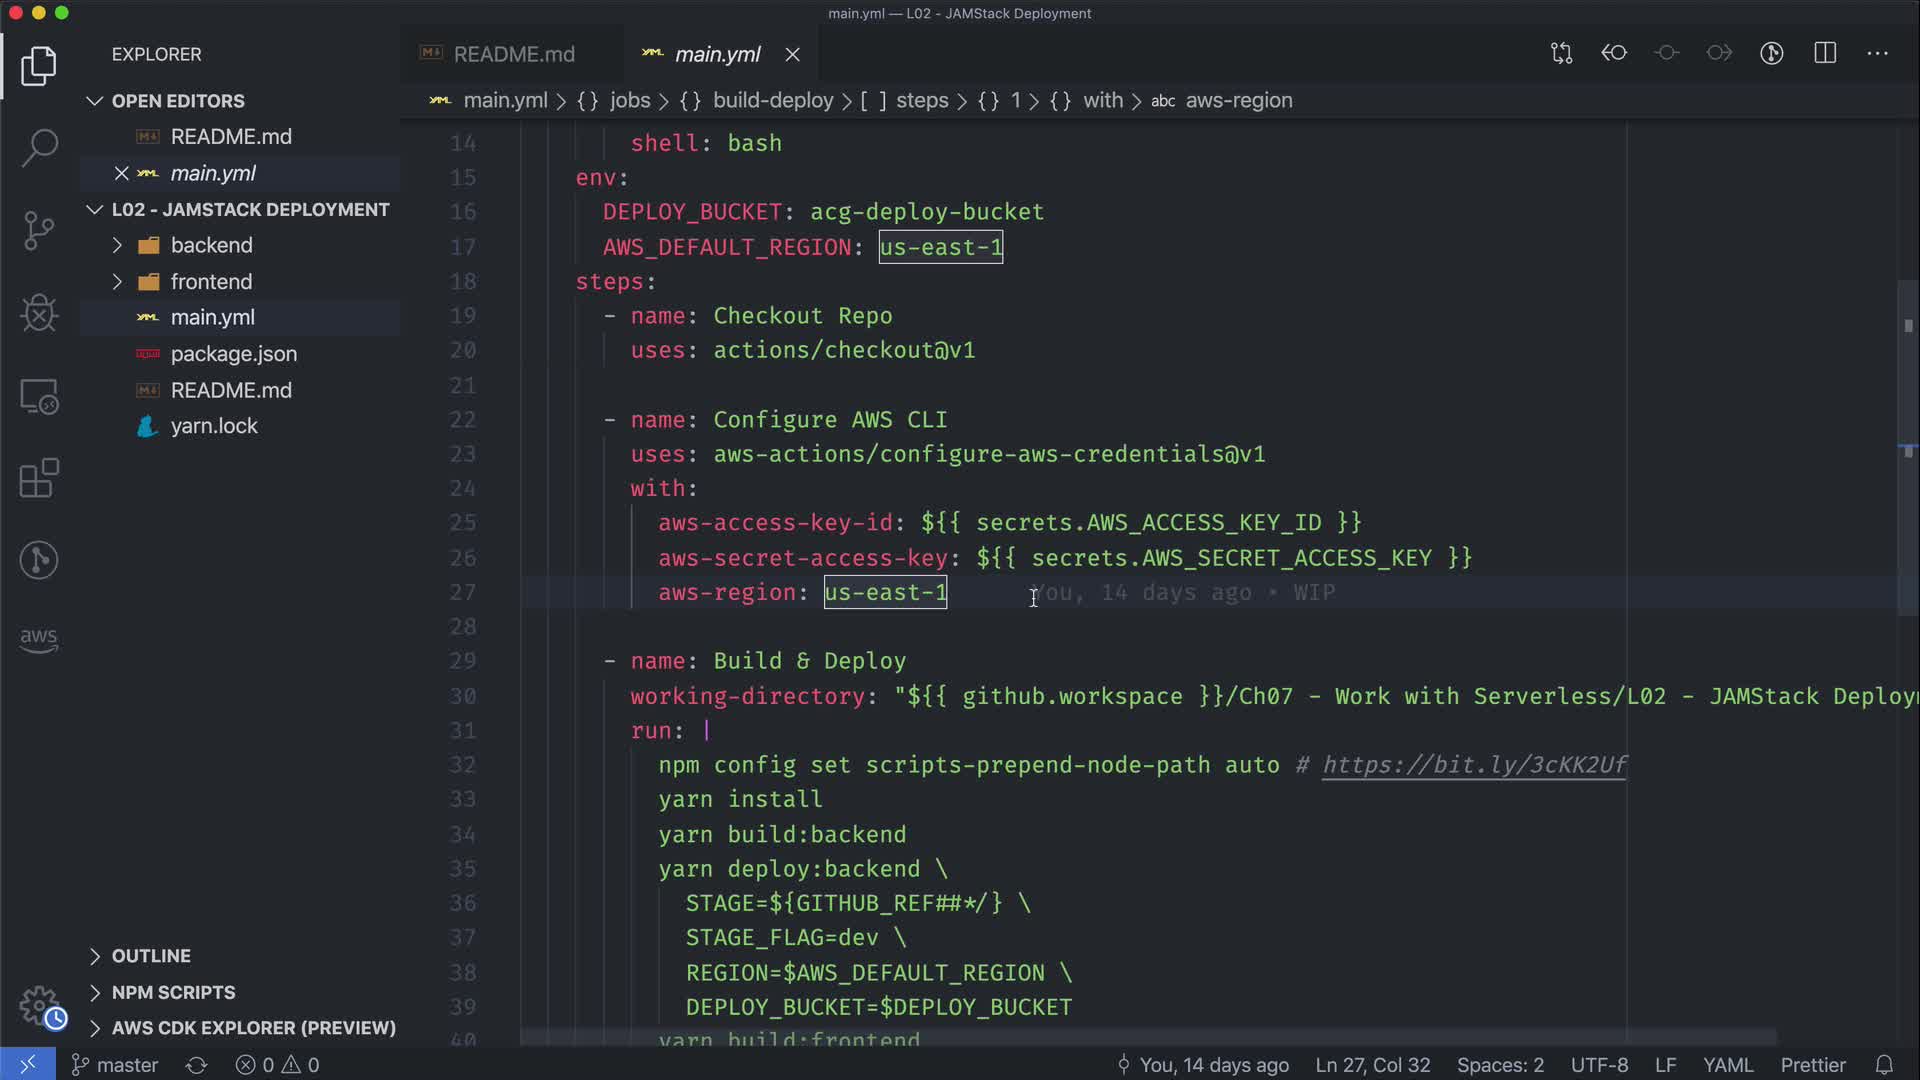 main.yml — L02 - JAMStack Deployment
EXPLORER
README.md
main.yml
OPEN EDITORS
main.yml > {} jobs > {} build-deploy > [ ] steps > {} 1 > {} with > abc aws-region
README.md
main.yml
L02 - JAMSTACK DEPLOYMENT
backend
frontend
main.yml
package.json
README.md
yarn.lock
aws
OUTLINE
NPM SCRIPTS
AWS CDK EXPLORER (PREVIEW)
14 shell: bash
15 env:
16 DEPLOY_BUCKET: acg-deploy-bucket
17 AWS_DEFAULT_REGION: us-east-1
18 steps:
19 - name: Checkout Repo
20 uses: actions/checkout@v1
21
22 - name: Configure AWS CLI
23 uses: aws-actions/configure-aws-credentials@v1
24 with:
25 aws-access-key-id: ${{ secrets.AWS_ACCESS_KEY_ID }}
26 aws-secret-access-key: ${{ secrets.AWS_SECRET_ACCESS_KEY }}
27 aws-region: us-east-1 You, 14 days ago • WIP
28
29 - name: Build & Deploy
30 working-directory: "${{ github.workspace }}/Ch07 - Work with Serverless/L02 - JAMStack Deploy
31 run: |
32 npm config set scripts-prepend-node-path auto # https://bit.ly/3cKK2Uf
33 yarn install
34 yarn build:backend
35 yarn deploy:backend \
36 STAGE=${GITHUB_REF##*/} \
37 STAGE_FLAG=dev \
38 REGION=$AWS_DEFAULT_REGION \
39 DEPLOY_BUCKET=$DEPLOY_BUCKET
40 yarn build:frontend
master 0 0 You, 14 days ago Ln 27, Col 32 Spaces: 2 UTF-8 LF YAML Prettier